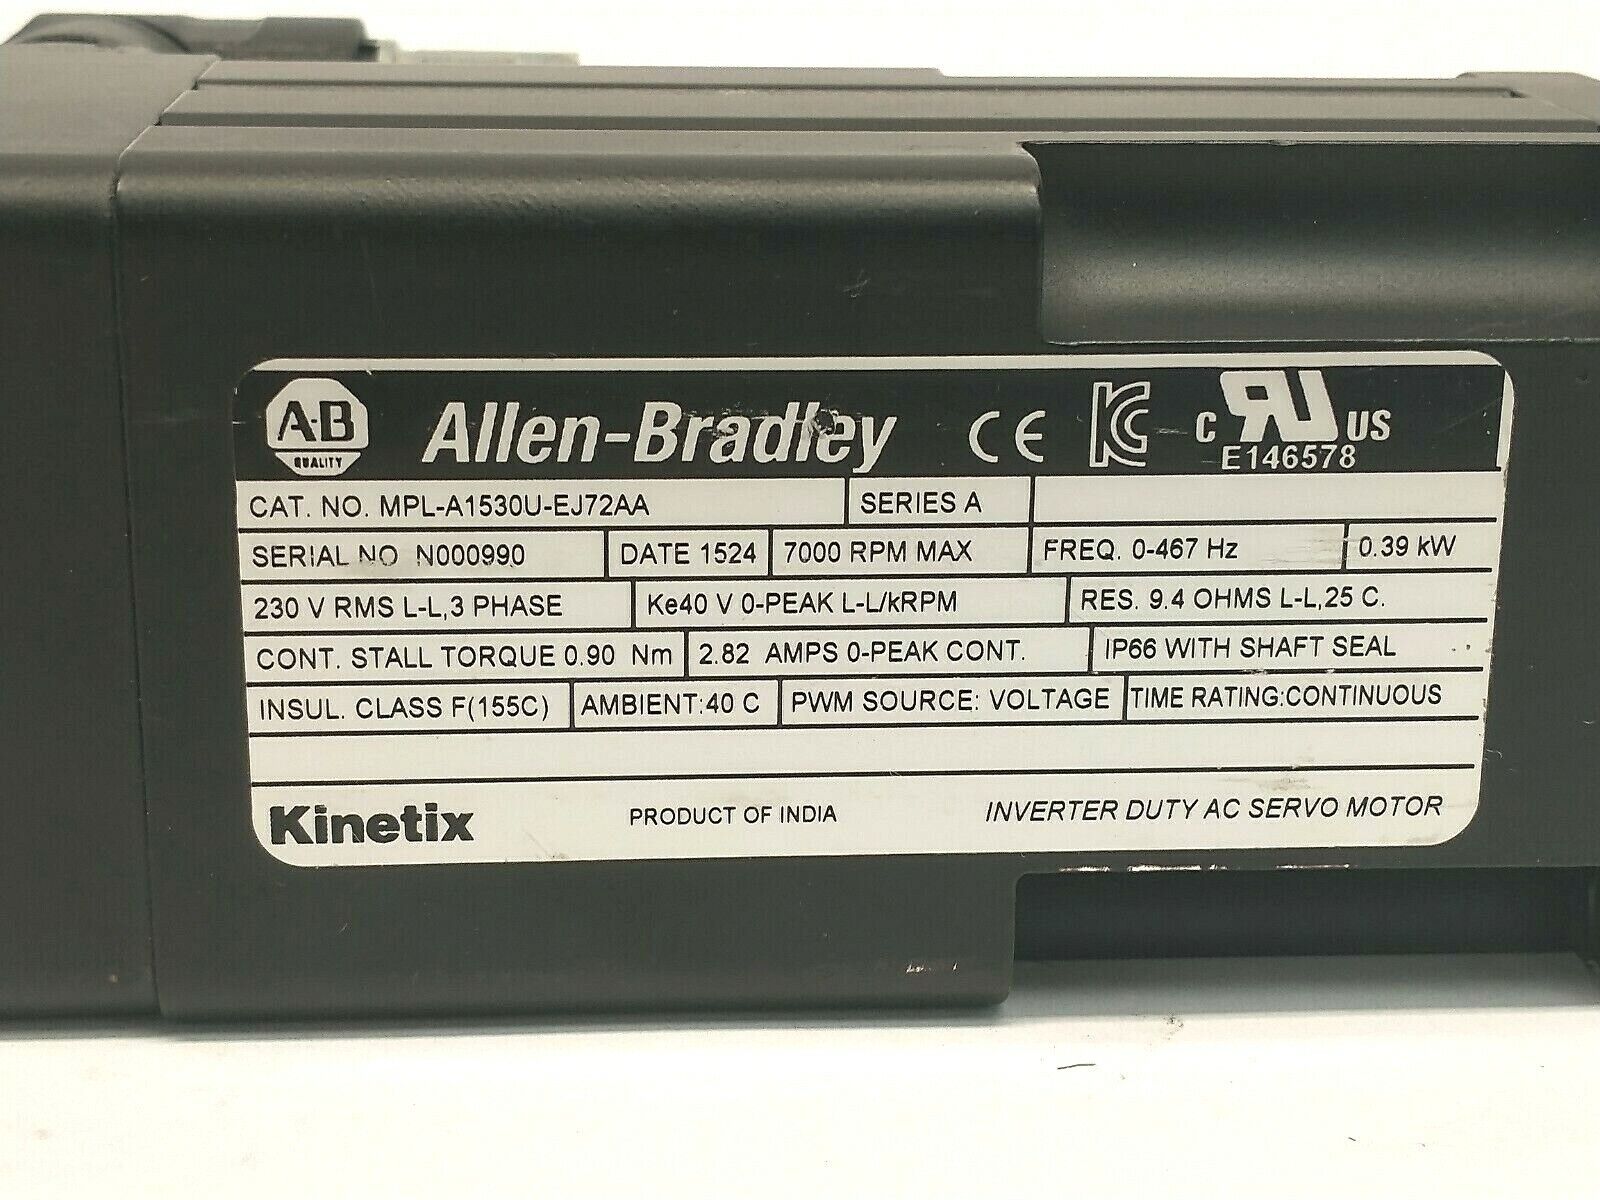 A-B QUALITY Allen-Bradley CE KC C RU US
E146578
CAT. NO. MPL-A1530U-EJ72AA SERIES A
SERIAL NO N000990 DATE 1524 7000 RPM MAX FREQ. 0-467 Hz 0.39 kW
230 V RMS L-L,3 PHASE Ke40 V 0-PEAK L-L/kRPM RES. 9.4 OHMS L-L,25 C.
CONT. STALL TORQUE 0.90 Nm 2.82 AMPS 0-PEAK CONT. IP66 WITH SHAFT SEAL
INSUL. CLASS F(155C) AMBIENT:40 C PWM SOURCE: VOLTAGE TIME RATING:CONTINUOUS
Kinetix PRODUCT OF INDIA INVERTER DUTY AC SERVO MOTOR